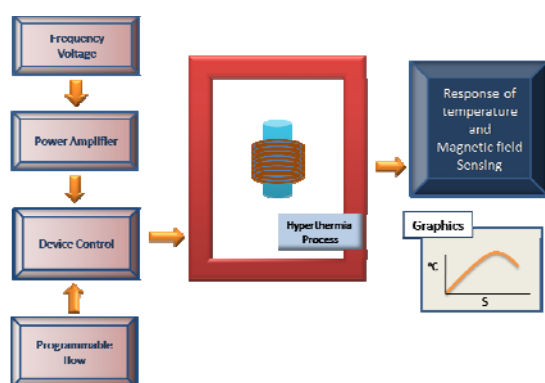 Frequency
Voltage
Power Amplifier
Device Control
Programmable
flow
Hyperthermia
Process
Response of
temperature
and
Magnetic field
Sensing
Graphics
°C
S